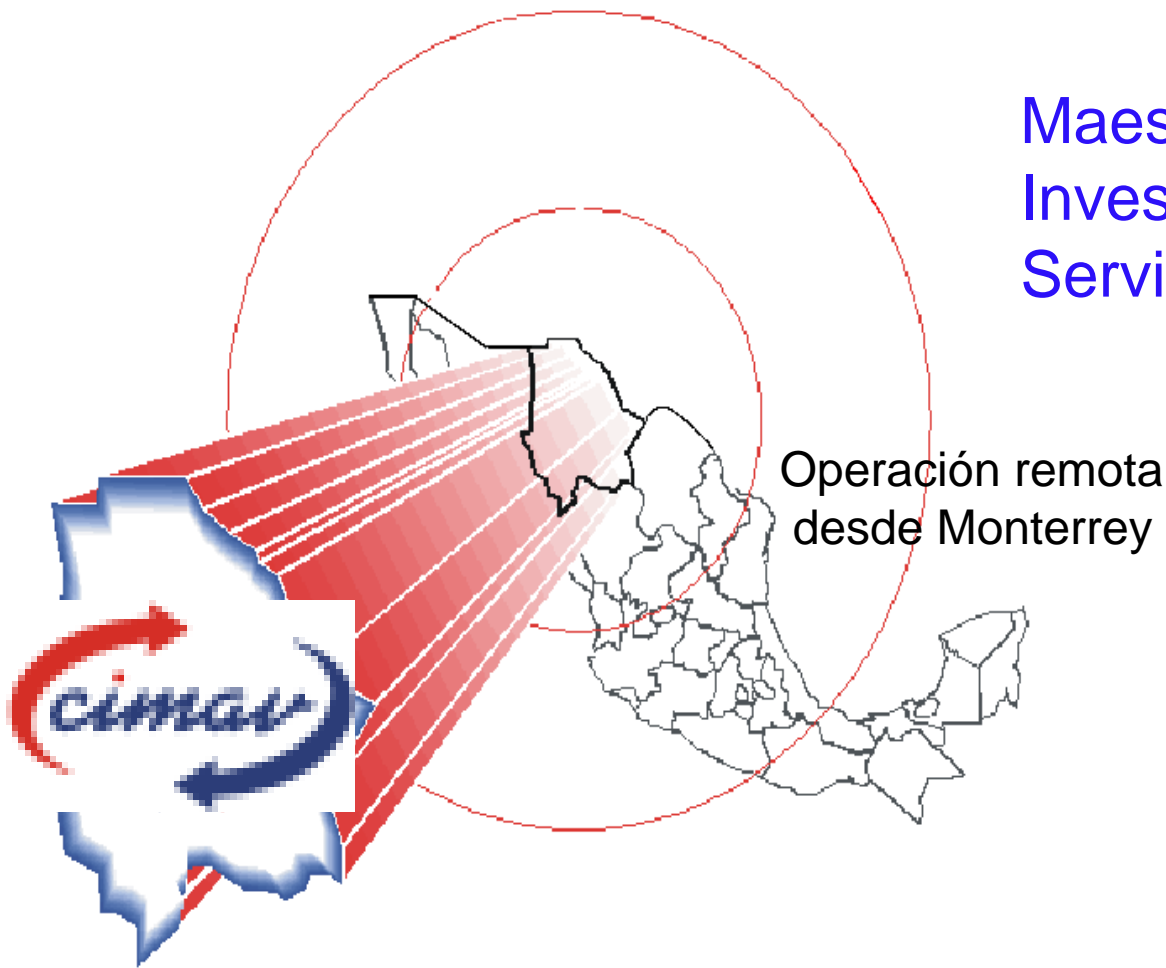 Maes
Inves
Servi
Operación remota
desde Monterrey
cimav